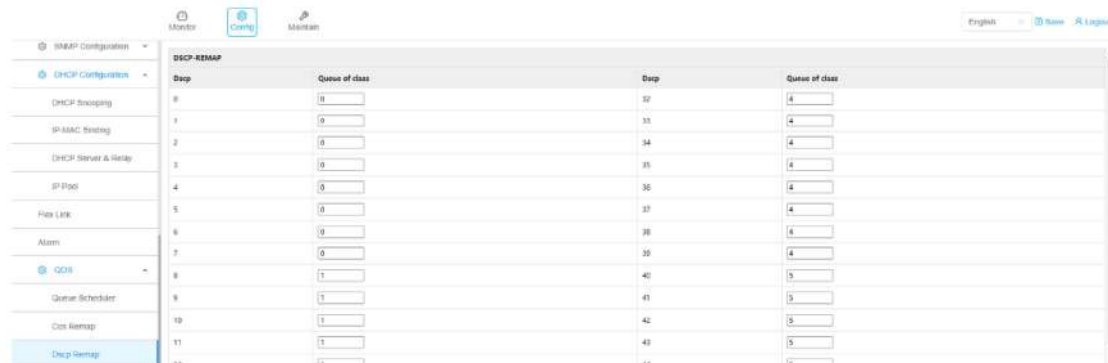 Monitor Config Maintain English Save Logou
SNMP Configuration
DHCP Configuration
DHCP Snooping
IP-MAC Binding
DHCP Server & Relay
IP Pool
Flex Link
Alarm
QOS
Queue Scheduler
Cos Remap
Dscp Remap
DSCP-REMAP
Dscp Queue of class Dscp Queue of class
0 0 32 4
1 0 33 4
2 0 34 4
3 0 35 4
4 0 36 4
5 0 37 4
6 0 38 4
7 0 39 4
8 1 40 5
9 1 41 5
10 1 42 5
11 1 43 5